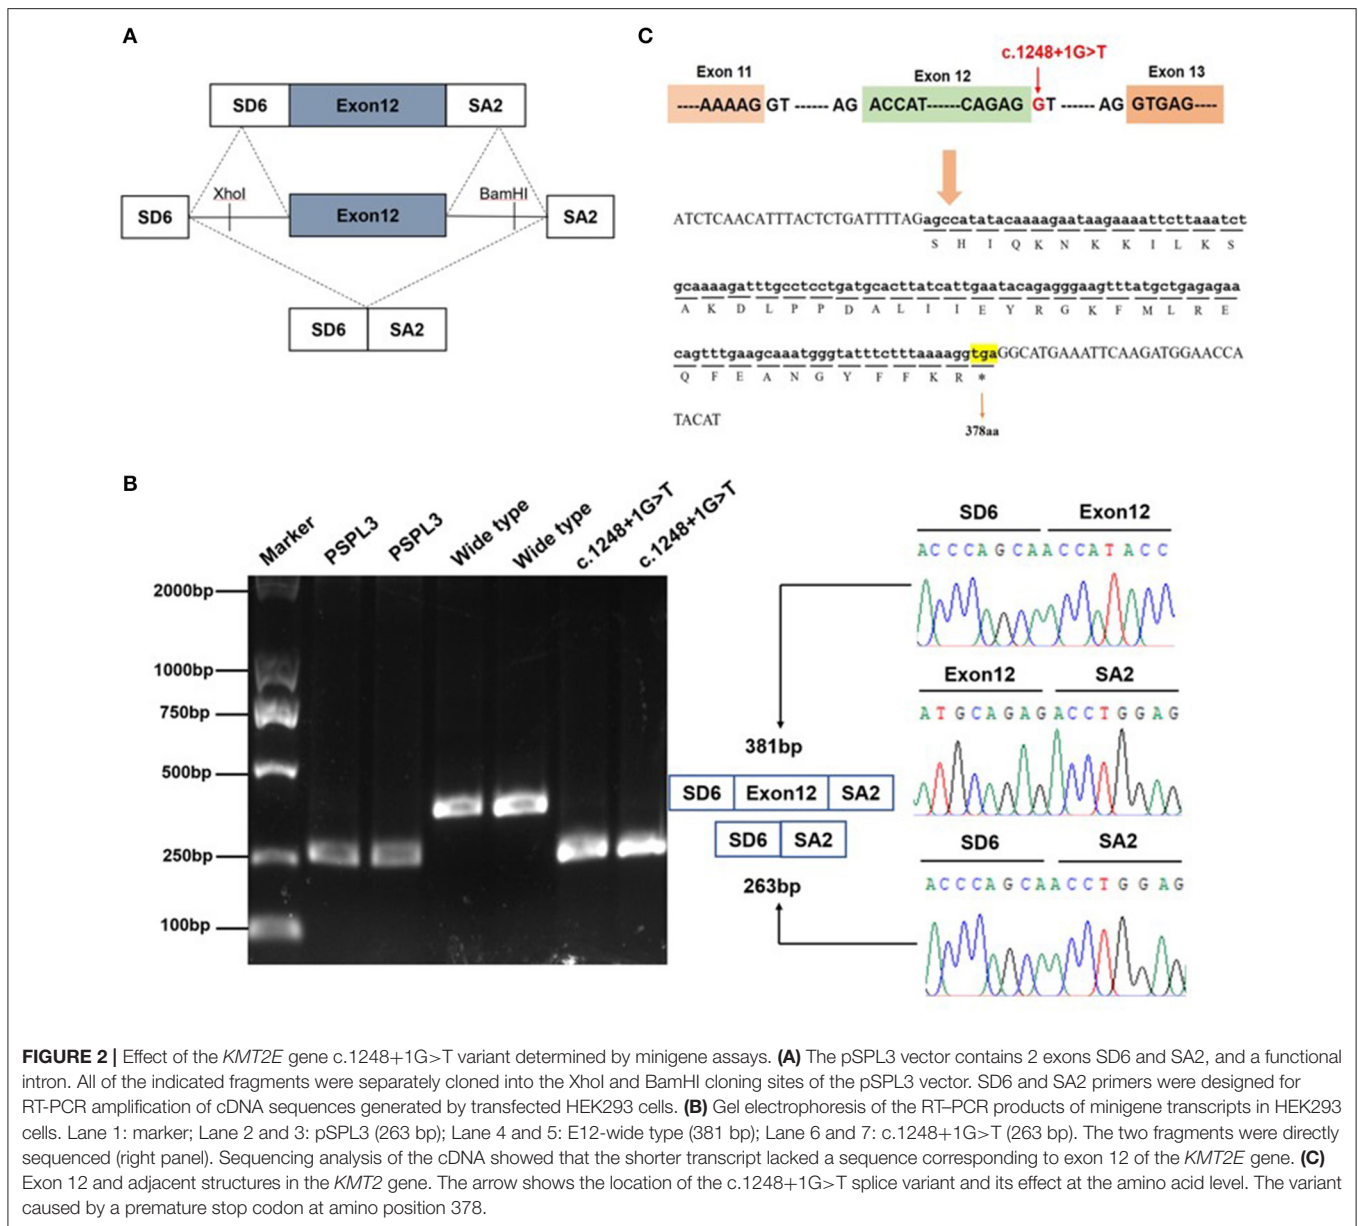 A
SD6 Exon12 SA2
XhoI BamHI
SD6 Exon12 SA2
SD6 SA2
C
c.1248+1G>T
Exon 11 Exon 12 Exon 13
----AAAAG GT ------ AG ACCAT------CAGAG GT ------ AG GTGAG----
ATCTCAACATTTACTCTGATTTTAGagccatatacaaaagaataagaaaattcttaaatct
S H I Q K N K K I L K S
gcaaaagatttgcctcctgatgcacttatcattgaatacagagggaagtttatgctgagagaa
A K D L P P D A L I I E Y R G K F M L R E
cagtttgaagcaaatgggtatttctttaaaaggtgaGGCATGAAATTCAAGATGGAACCA
Q F E A N G Y F F K R *
TACAT
378aa
B
Marker PSPL3 PSPL3 Wide type Wide type c.1248+1G>T c.1248+1G>T
2000bp
1000bp
750bp
500bp
250bp
100bp
381bp
SD6 Exon12 SA2
SD6 SA2
263bp
SD6 Exon12
ACCCAGCAACCATACC
Exon12 SA2
ATGCAGAGACCTGGAG
SD6 SA2
ACCCAGCAACCTGGAG
FIGURE 2 | Effect of the KMT2E gene c.1248+1G>T variant determined by minigene assays. (A) The pSPL3 vector contains 2 exons SD6 and SA2, and a functional
intron. All of the indicated fragments were separately cloned into the XhoI and BamHI cloning sites of the pSPL3 vector. SD6 and SA2 primers were designed for
RT-PCR amplification of cDNA sequences generated by transfected HEK293 cells. (B) Gel electrophoresis of the RT–PCR products of minigene transcripts in HEK293
cells. Lane 1: marker; Lane 2 and 3: pSPL3 (263 bp); Lane 4 and 5: E12-wide type (381 bp); Lane 6 and 7: c.1248+1G>T (263 bp). The two fragments were directly
sequenced (right panel). Sequencing analysis of the cDNA showed that the shorter transcript lacked a sequence corresponding to exon 12 of the KMT2E gene. (C)
Exon 12 and adjacent structures in the KMT2 gene. The arrow shows the location of the c.1248+1G>T splice variant and its effect at the amino acid level. The variant
caused by a premature stop codon at amino position 378.